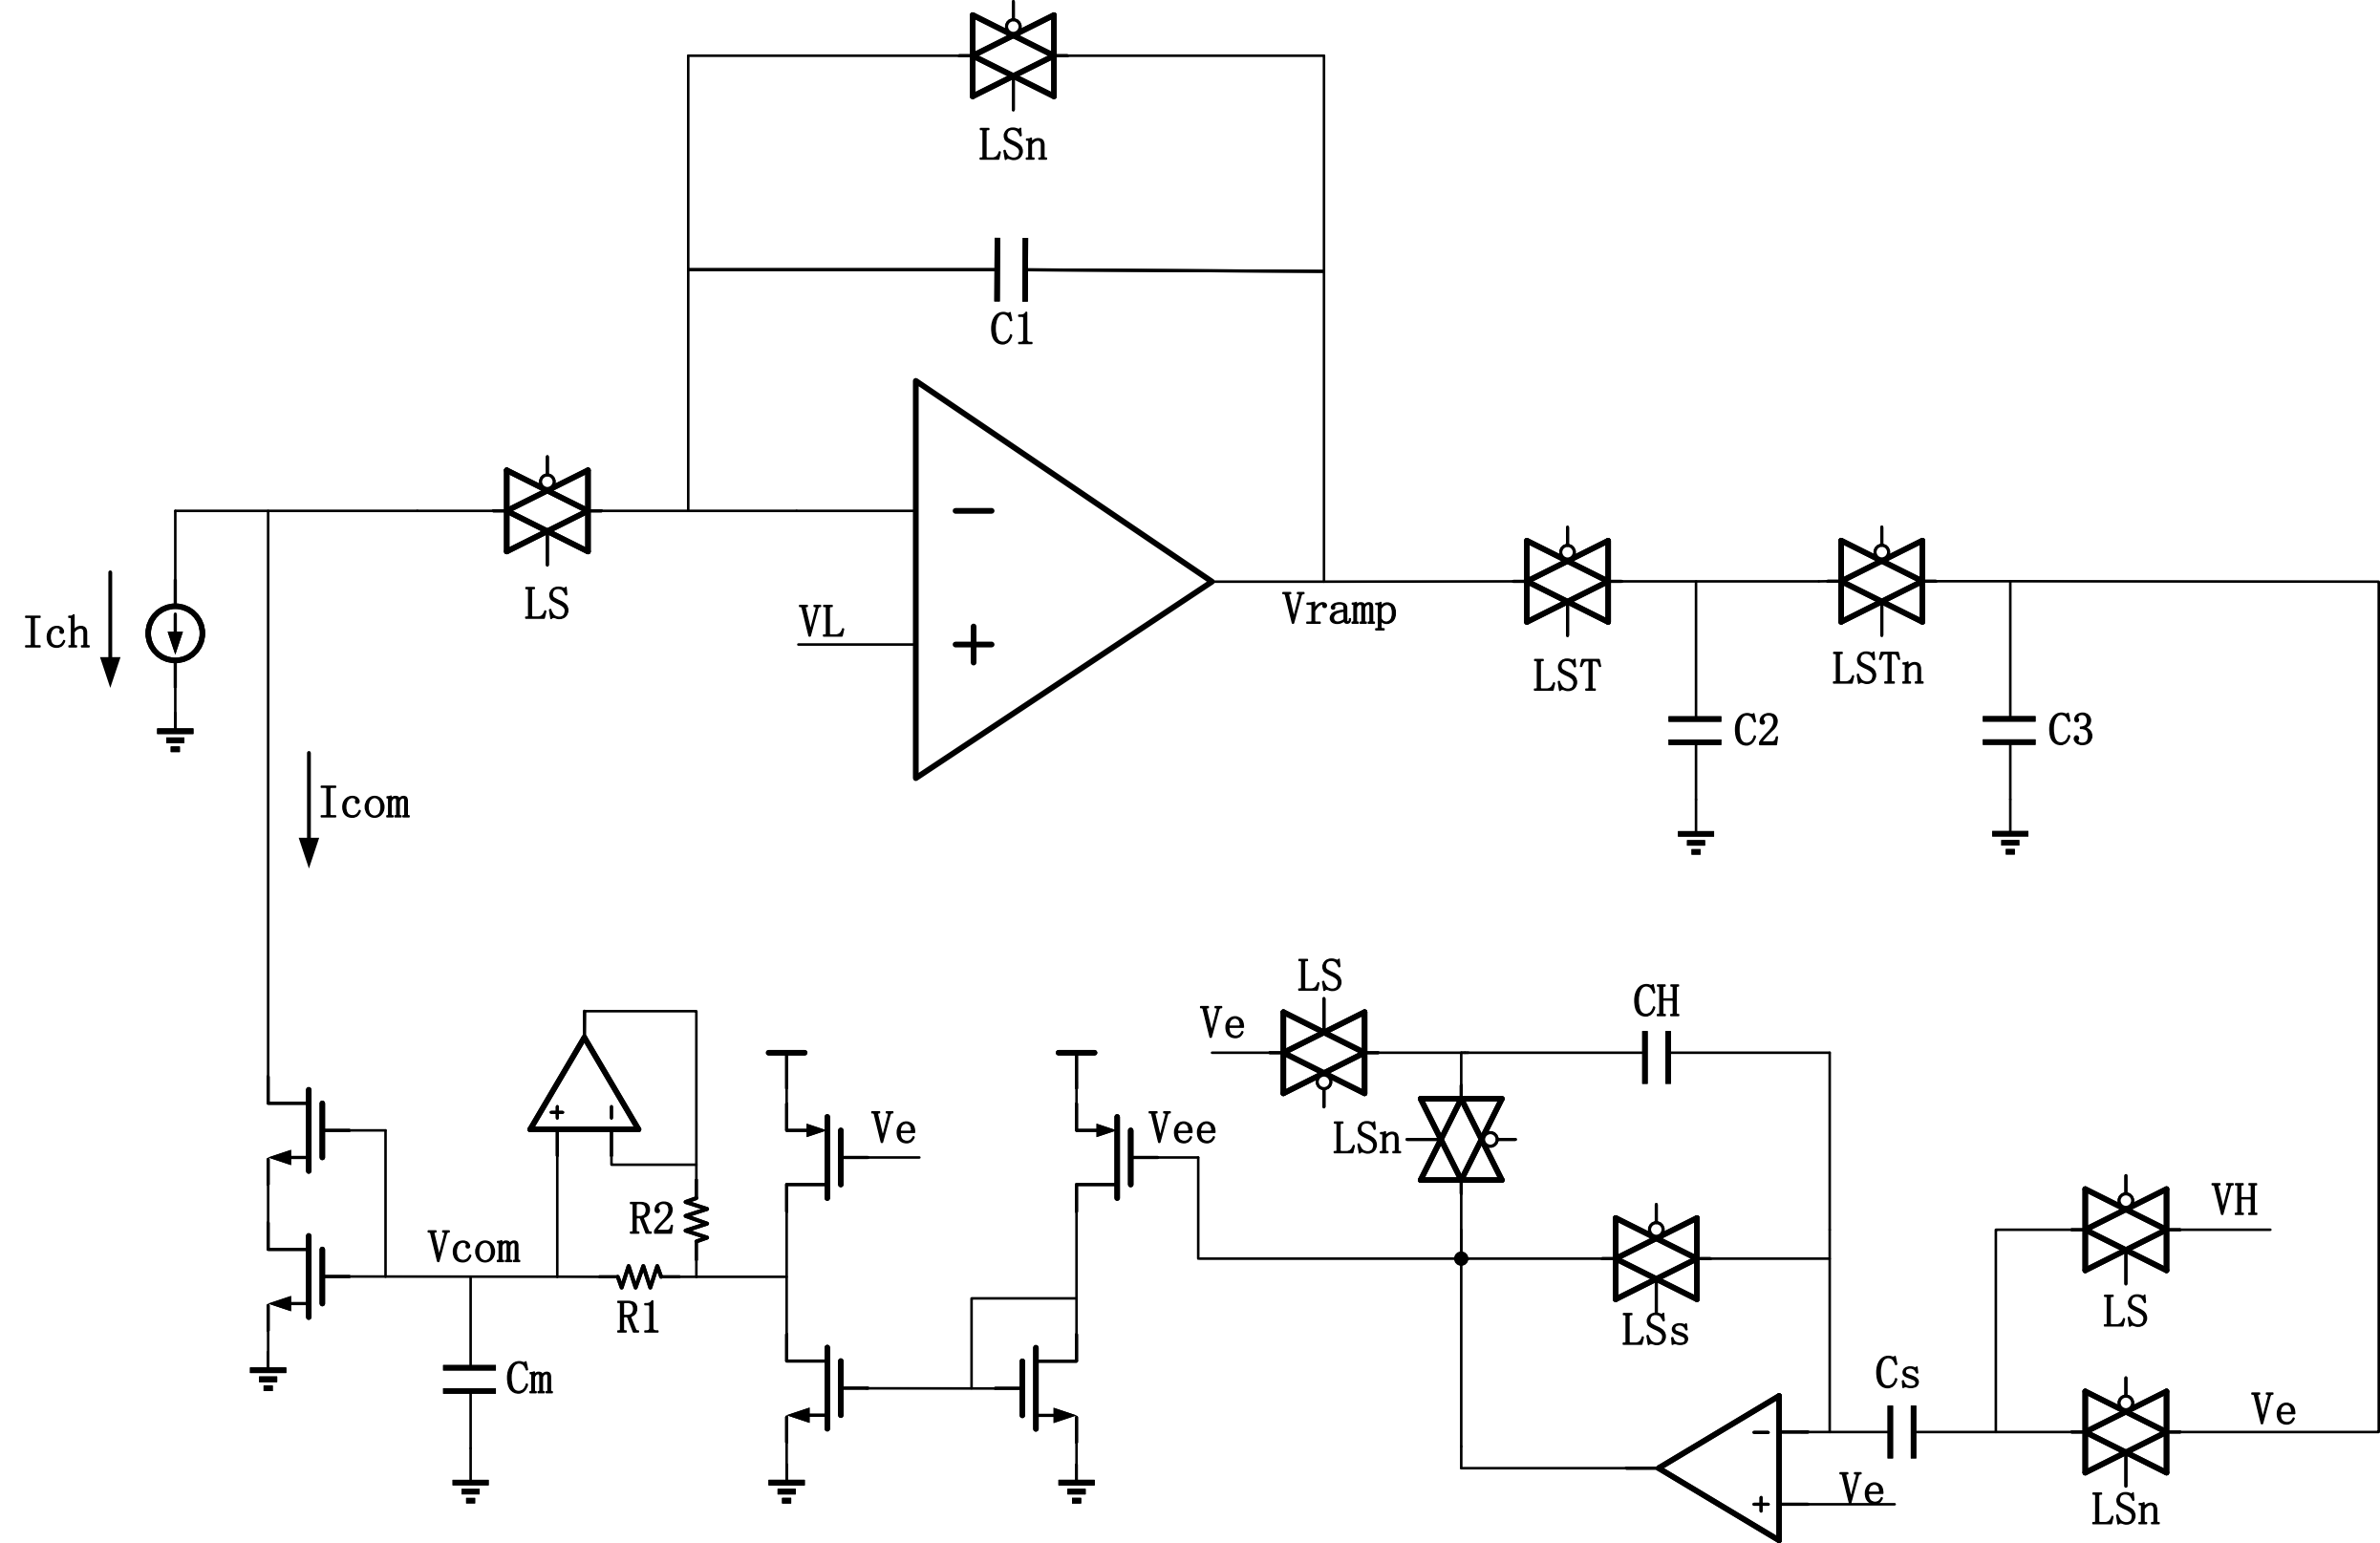 LSn
C1
LS
Ich
VL
Vramp
LST
LSTn
C2
C3
Icom
LS
CH
Ve
Ve
Vee
LSn
R2
VH
Vcom
R1
LSs
LS
Cm
Cs
Ve
Ve
LSn